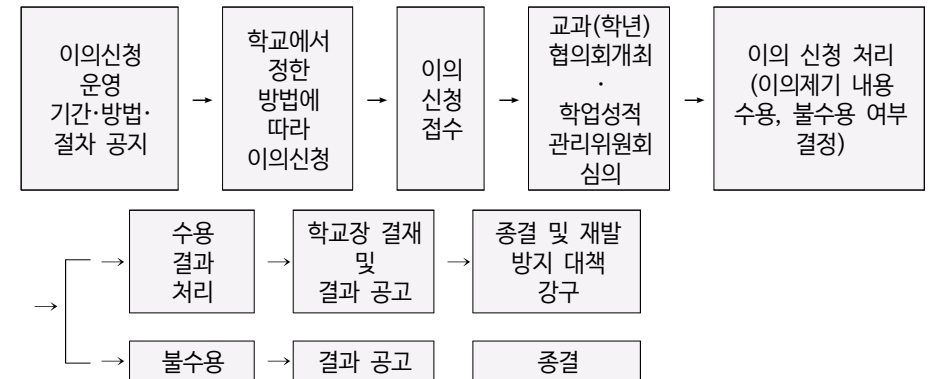 이의신청
운영
기간·방법·
절차 공지
→
학교에서
정한
방법에
따라
이의신청
→
이의
신청
접수
→
교과(학년)
협의회개최
·
학업성적
관리위원회
심의
→
이의 신청 처리
(이의제기 내용
수용, 불수용 여부
결정)
→
→
수용
결과
처리
→
학교장 결재
및
결과 공고
→
종결 및 재발
방지 대책
강구
→
불수용
→
결과 공고
종결